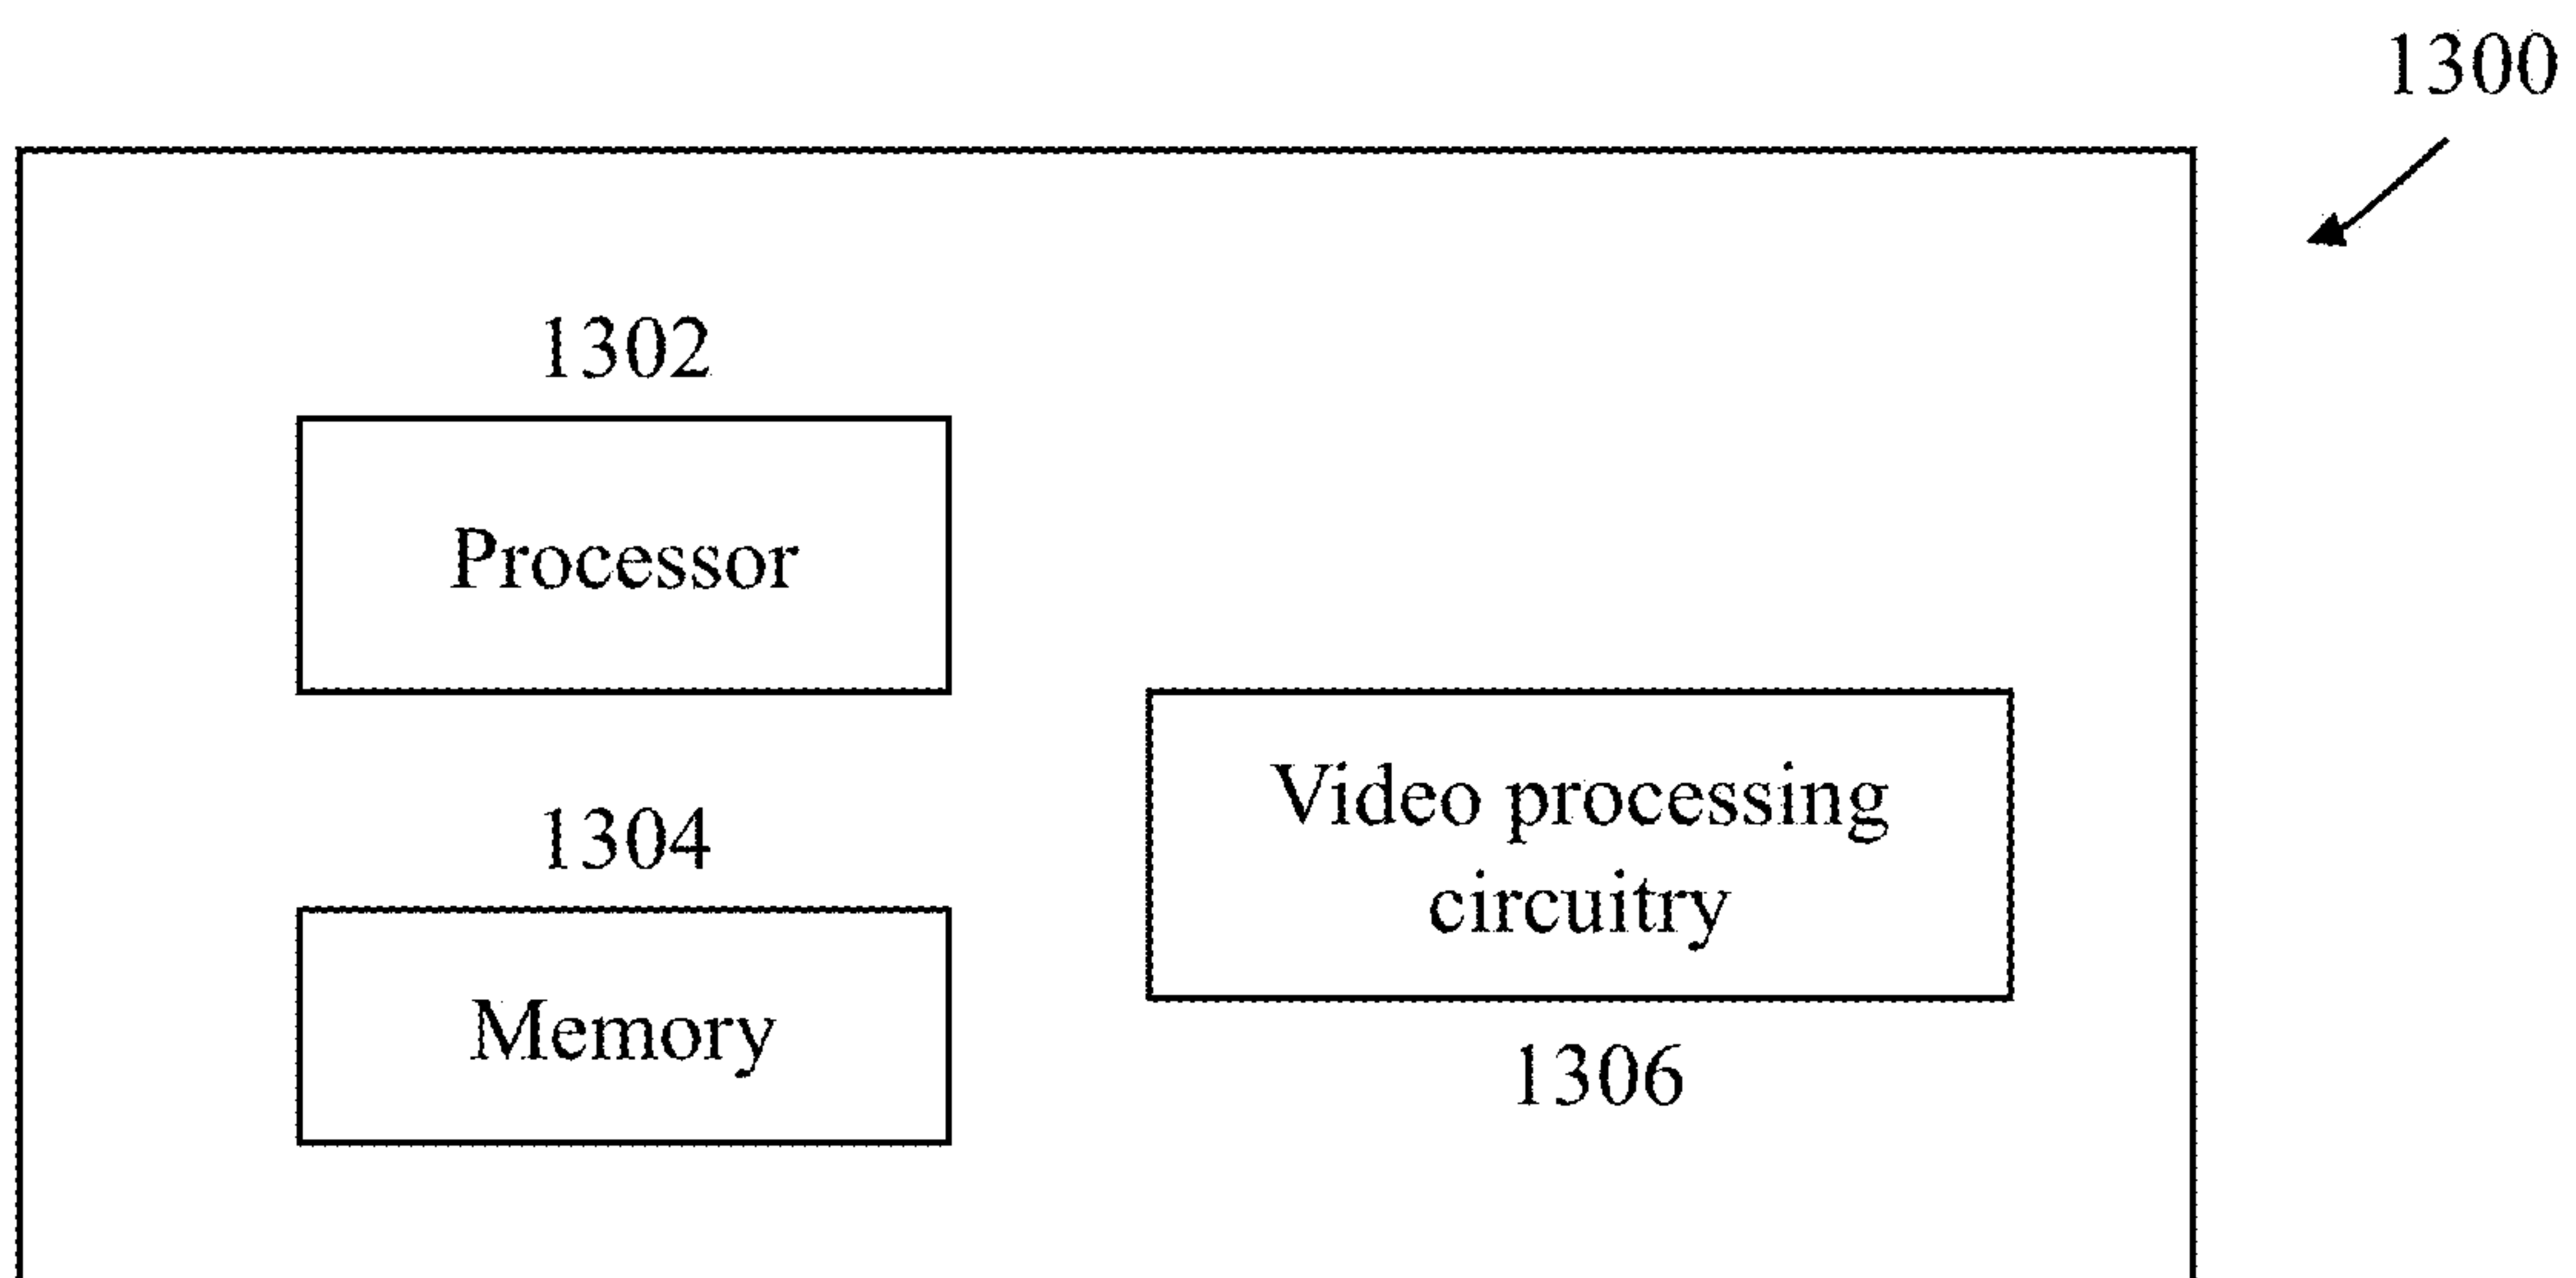 1300
1302
Processor
1304
Memory
Video processing
circuitry
1306